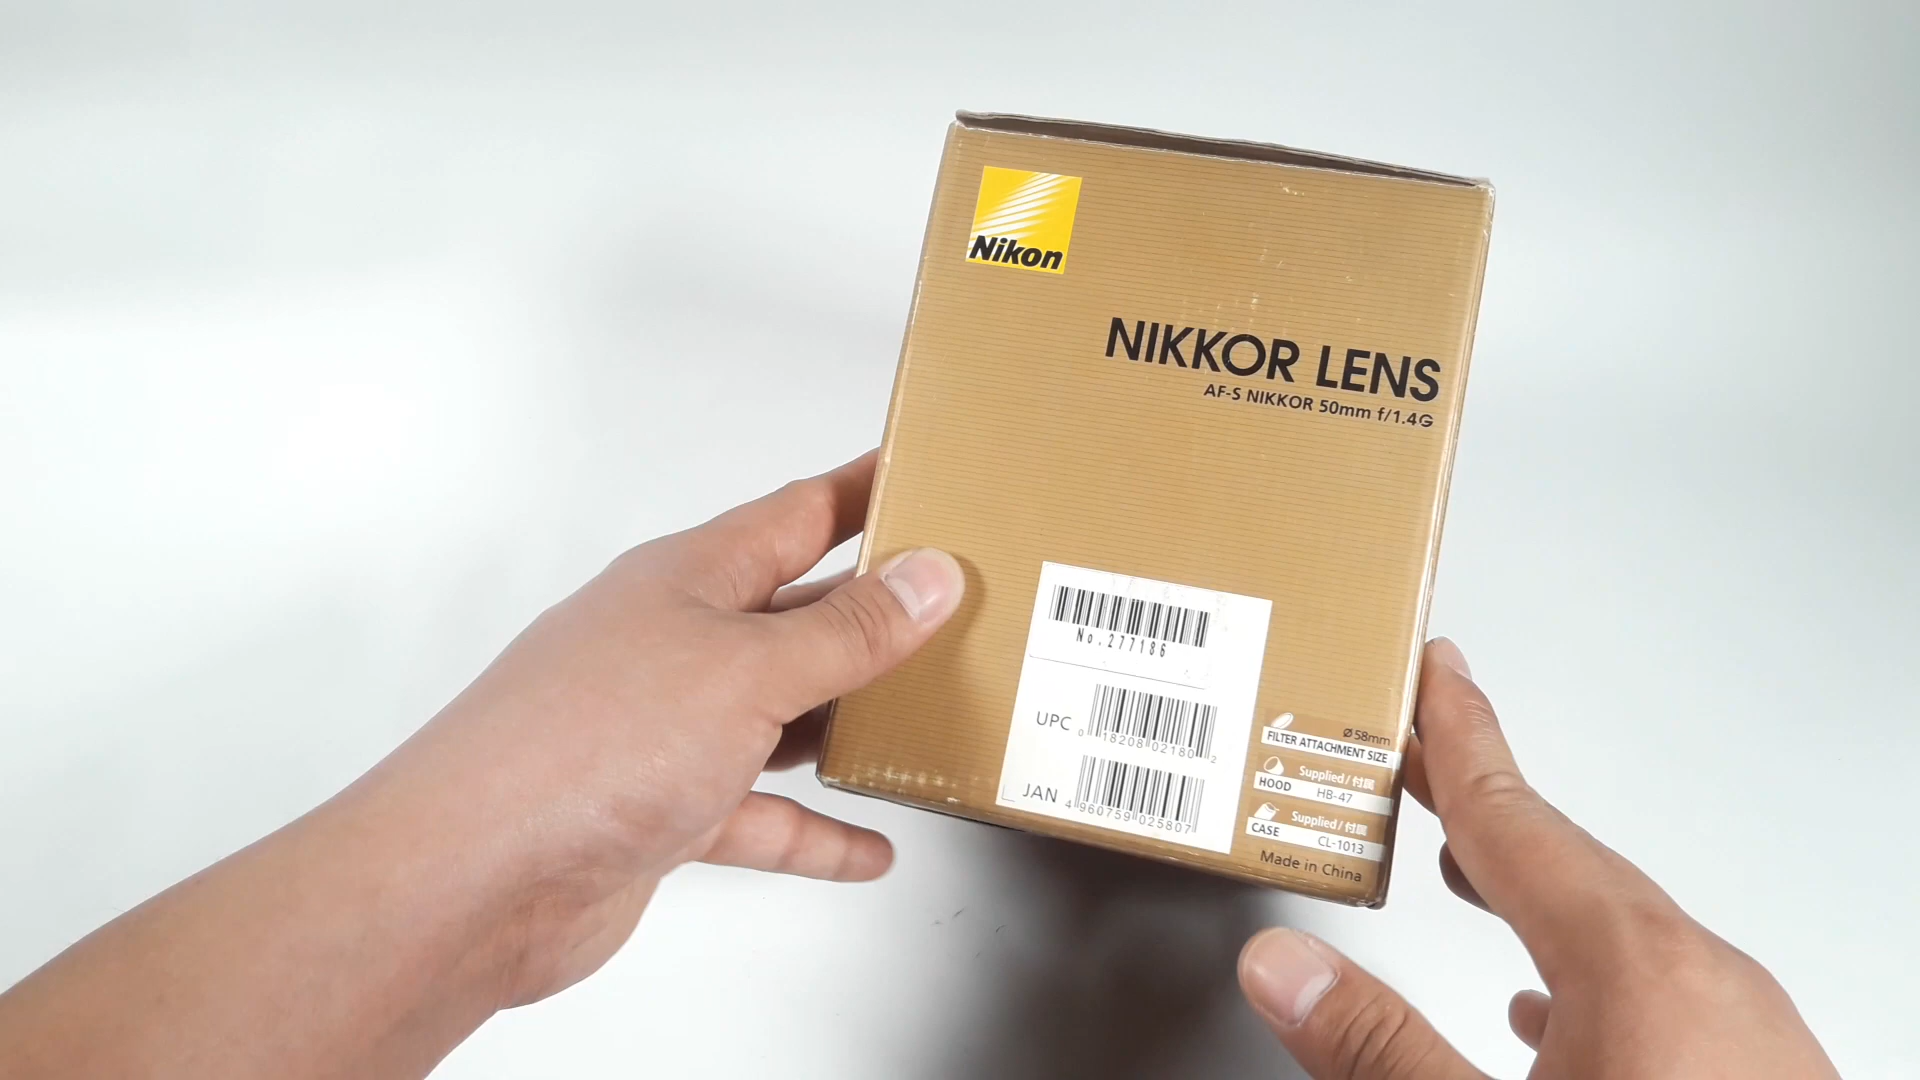 Nikon
NIKKOR LENS
AF-S NIKKOR 50mm f/1.4G
No.277186
UPC
0 18208 02180 2
JAN
4 960759 025807
Ø58mm
FILTER ATTACHMENT SIZE
Supplied / 付属
HOOD HB-47
Supplied / 付属
CASE CL-1013
Made in China